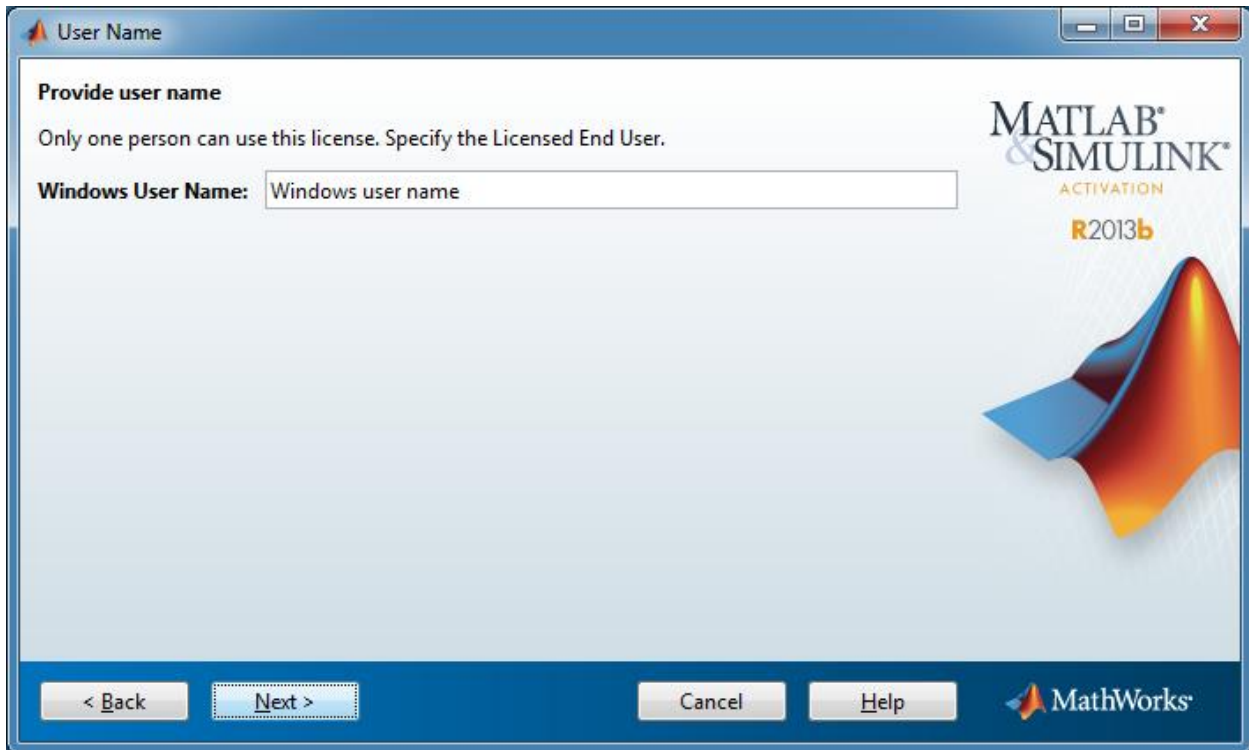 User Name
Provide user name
Only one person can use this license. Specify the Licensed End User.
Windows User Name: Windows user name
MATLAB®
&SIMULINK®
ACTIVATION
R2013b
< Back Next > Cancel Help MathWorks®